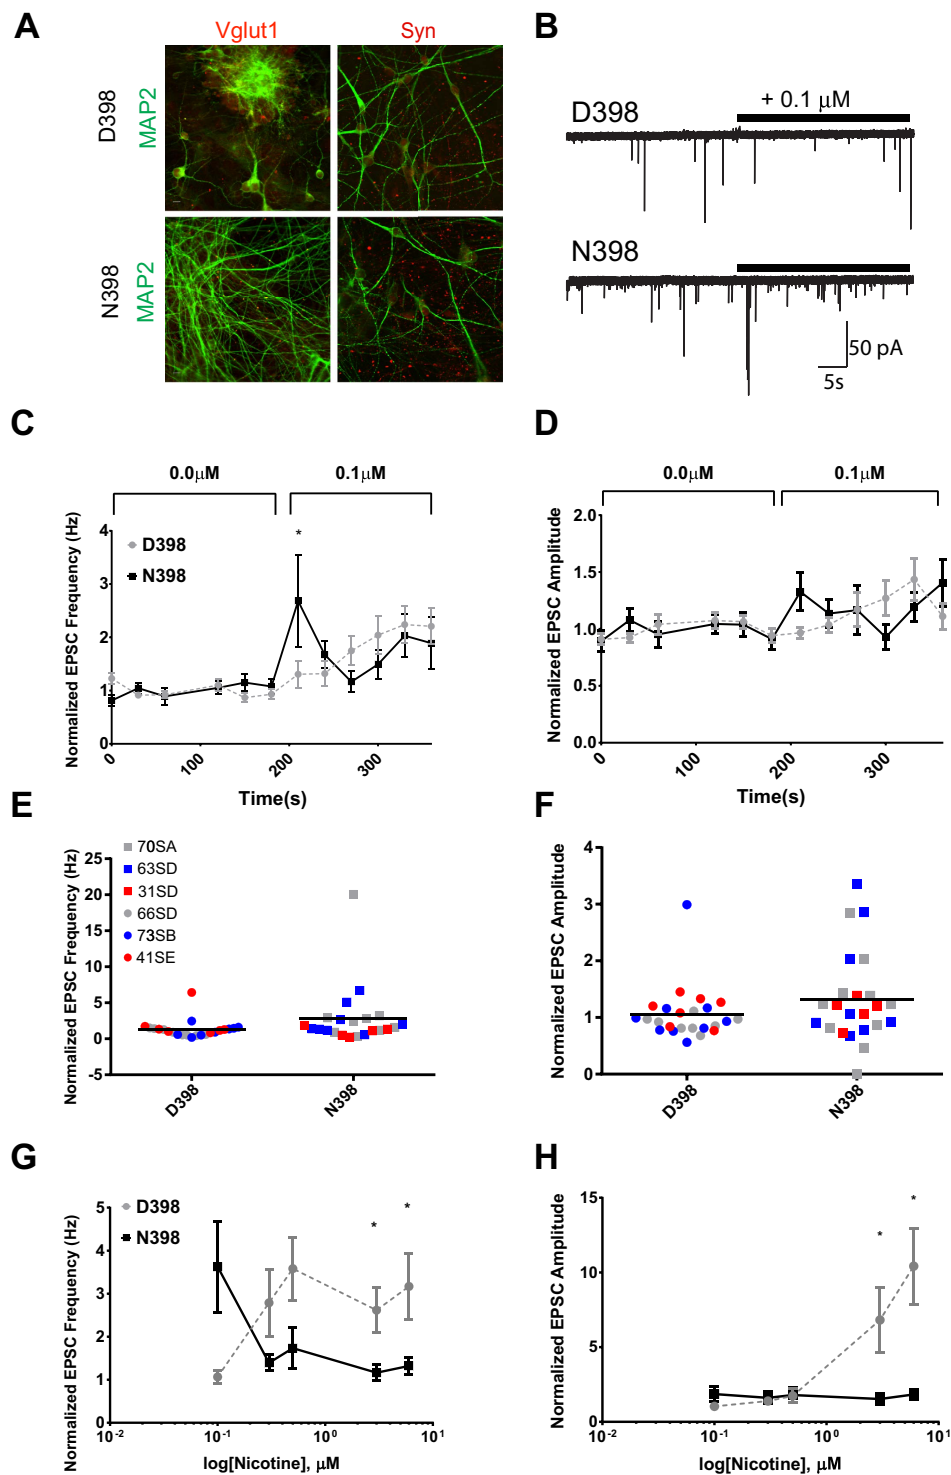 A
Vglut1
Syn
D398
MAP2
N398
MAP2
B
D398
+ 0.1 μM
N398
50 pA
5s
C
0.0μM
0.1μM
Normalized EPSC Frequency (Hz)
4
3
2
1
0
*
D398
N398
0
100
200
300
Time(s)
D
0.0μM
0.1μM
Normalized EPSC Amplitude
2.0
1.5
1.0
0.5
0.0
0
100
200
300
Time(s)
E
Normalized EPSC Frequency (Hz)
25
20
15
10
5
0
-5
70SA
63SD
31SD
66SD
73SB
41SE
D398
N398
F
Normalized EPSC Amplitude
4
3
2
1
0
D398
N398
G
Normalized EPSC Frequency (Hz)
5
4
3
2
1
0
D398
N398
*
*
10-2
10-1
100
101
log[Nicotine], μM
H
Normalized EPSC Amplitude
15
10
5
0
*
*
10-2
10-1
100
101
log[Nicotine], μM